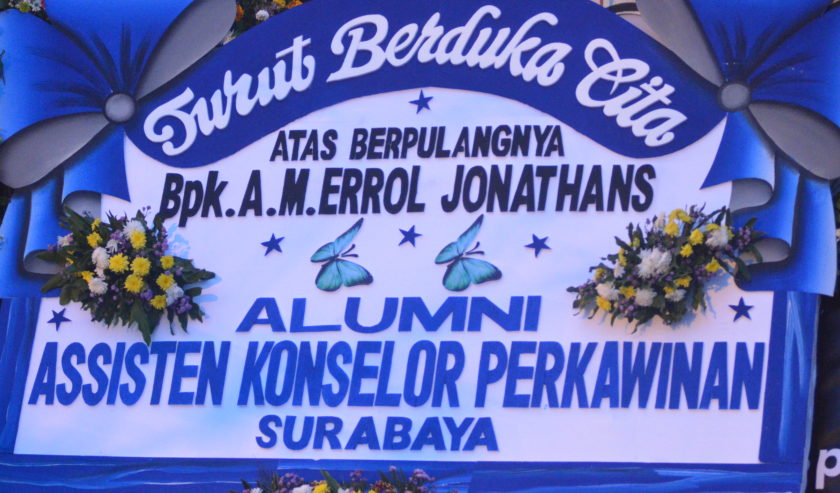 Turut Berduka Cita
ATAS BERPULANGNYA
Bpk.A.M.ERROL JONATHANS
ALUMNI
ASSISTEN KONSELOR PERKAWINAN
SURABAYA
p